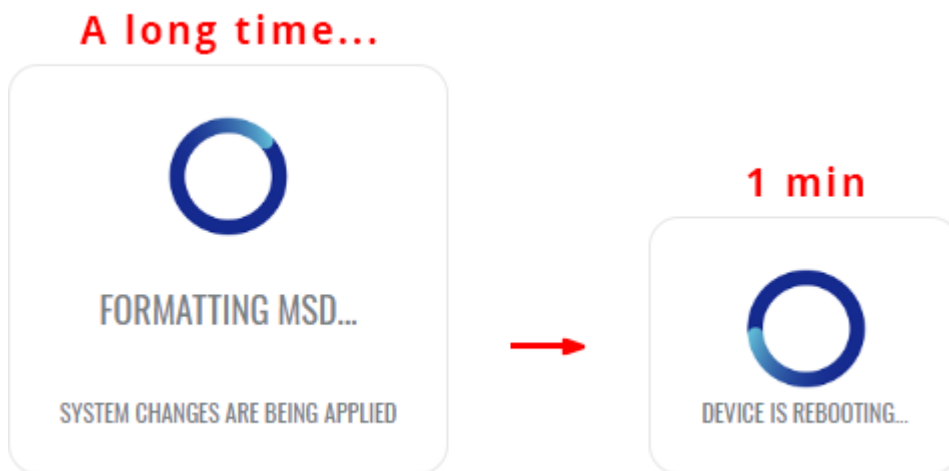 A long time...
FORMATTING MSD...
SYSTEM CHANGES ARE BEING APPLIED
1 min
DEVICE IS REBOOTING...